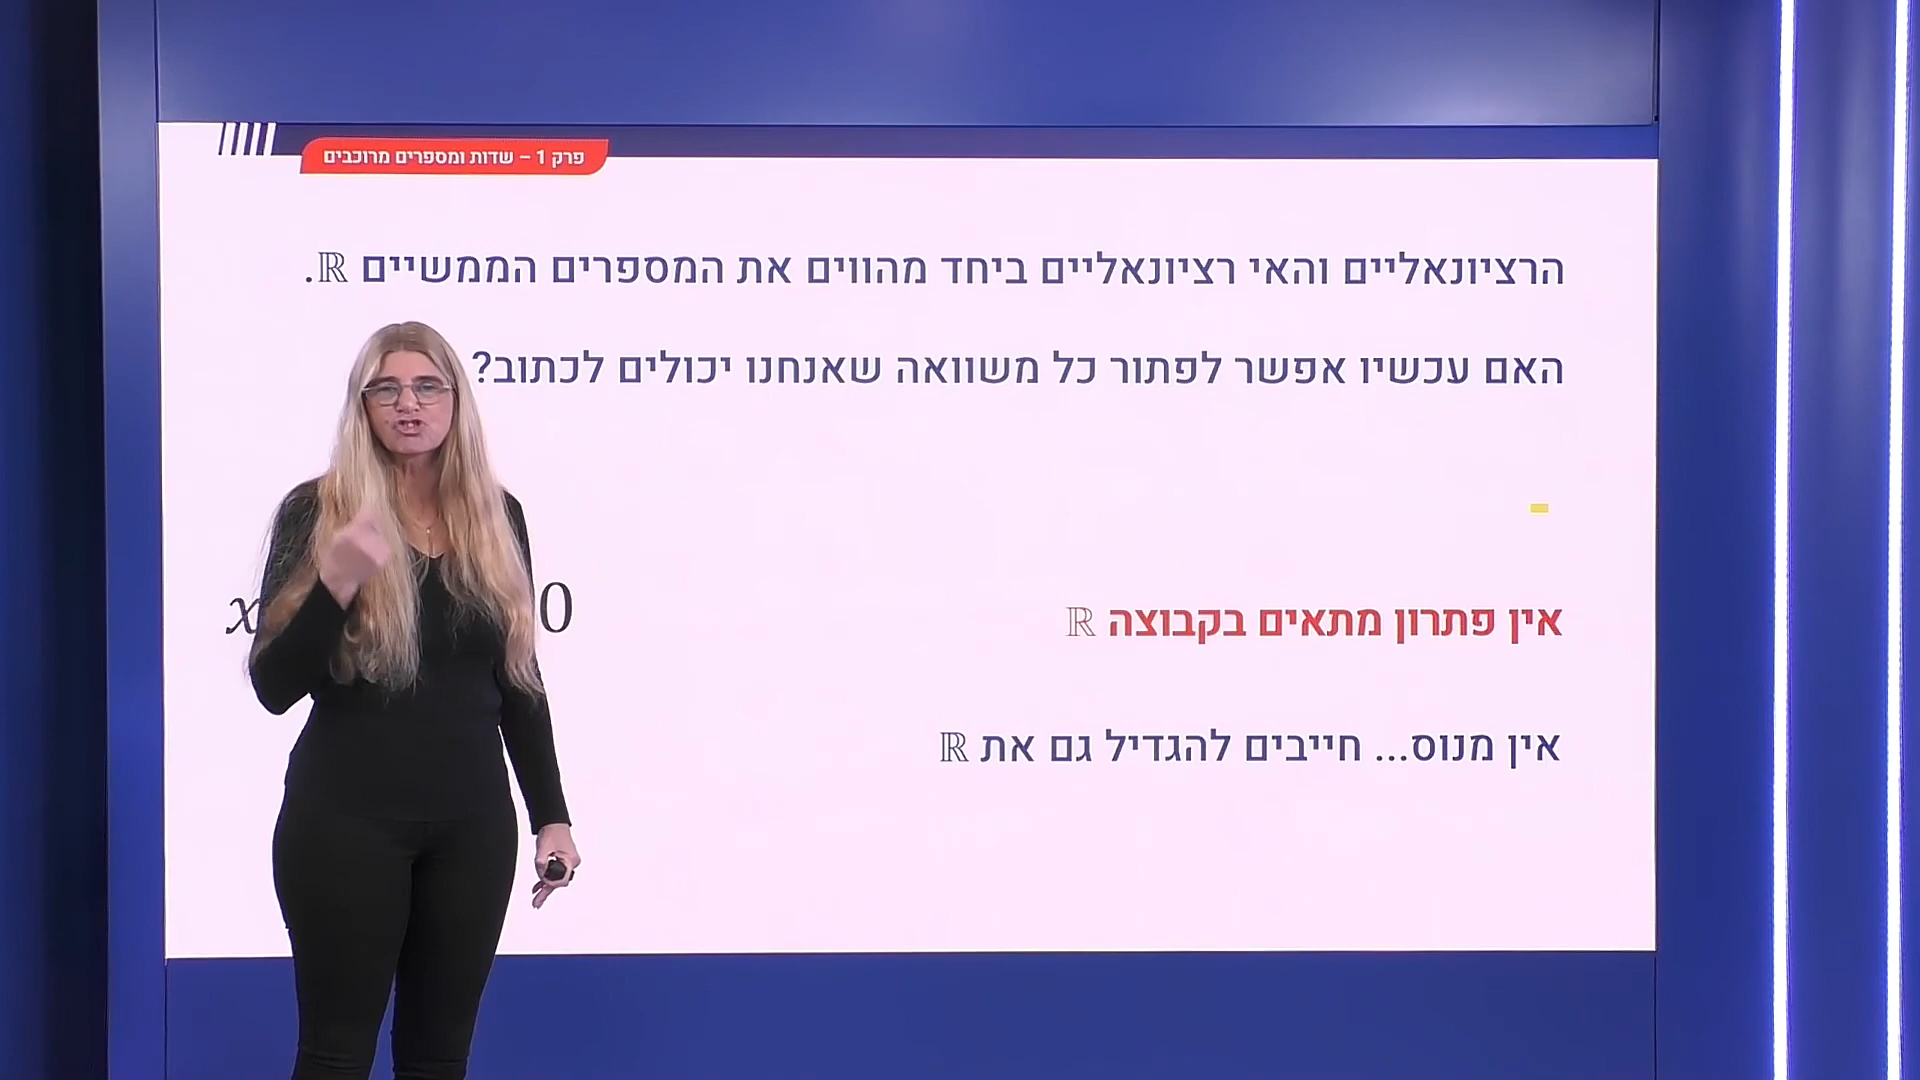 פרק 1 – שדות ומספרים מרוכבים
הרציונאליים והאי רציונאליים ביחד מהווים את המספרים הממשיים ℝ.
האם עכשיו אפשר לפתור כל משוואה שאנחנו יכולים לכתוב?
אין פתרון מתאים בקבוצה ℝ
x 0
אין מנוס... חייבים להגדיל גם את ℝ